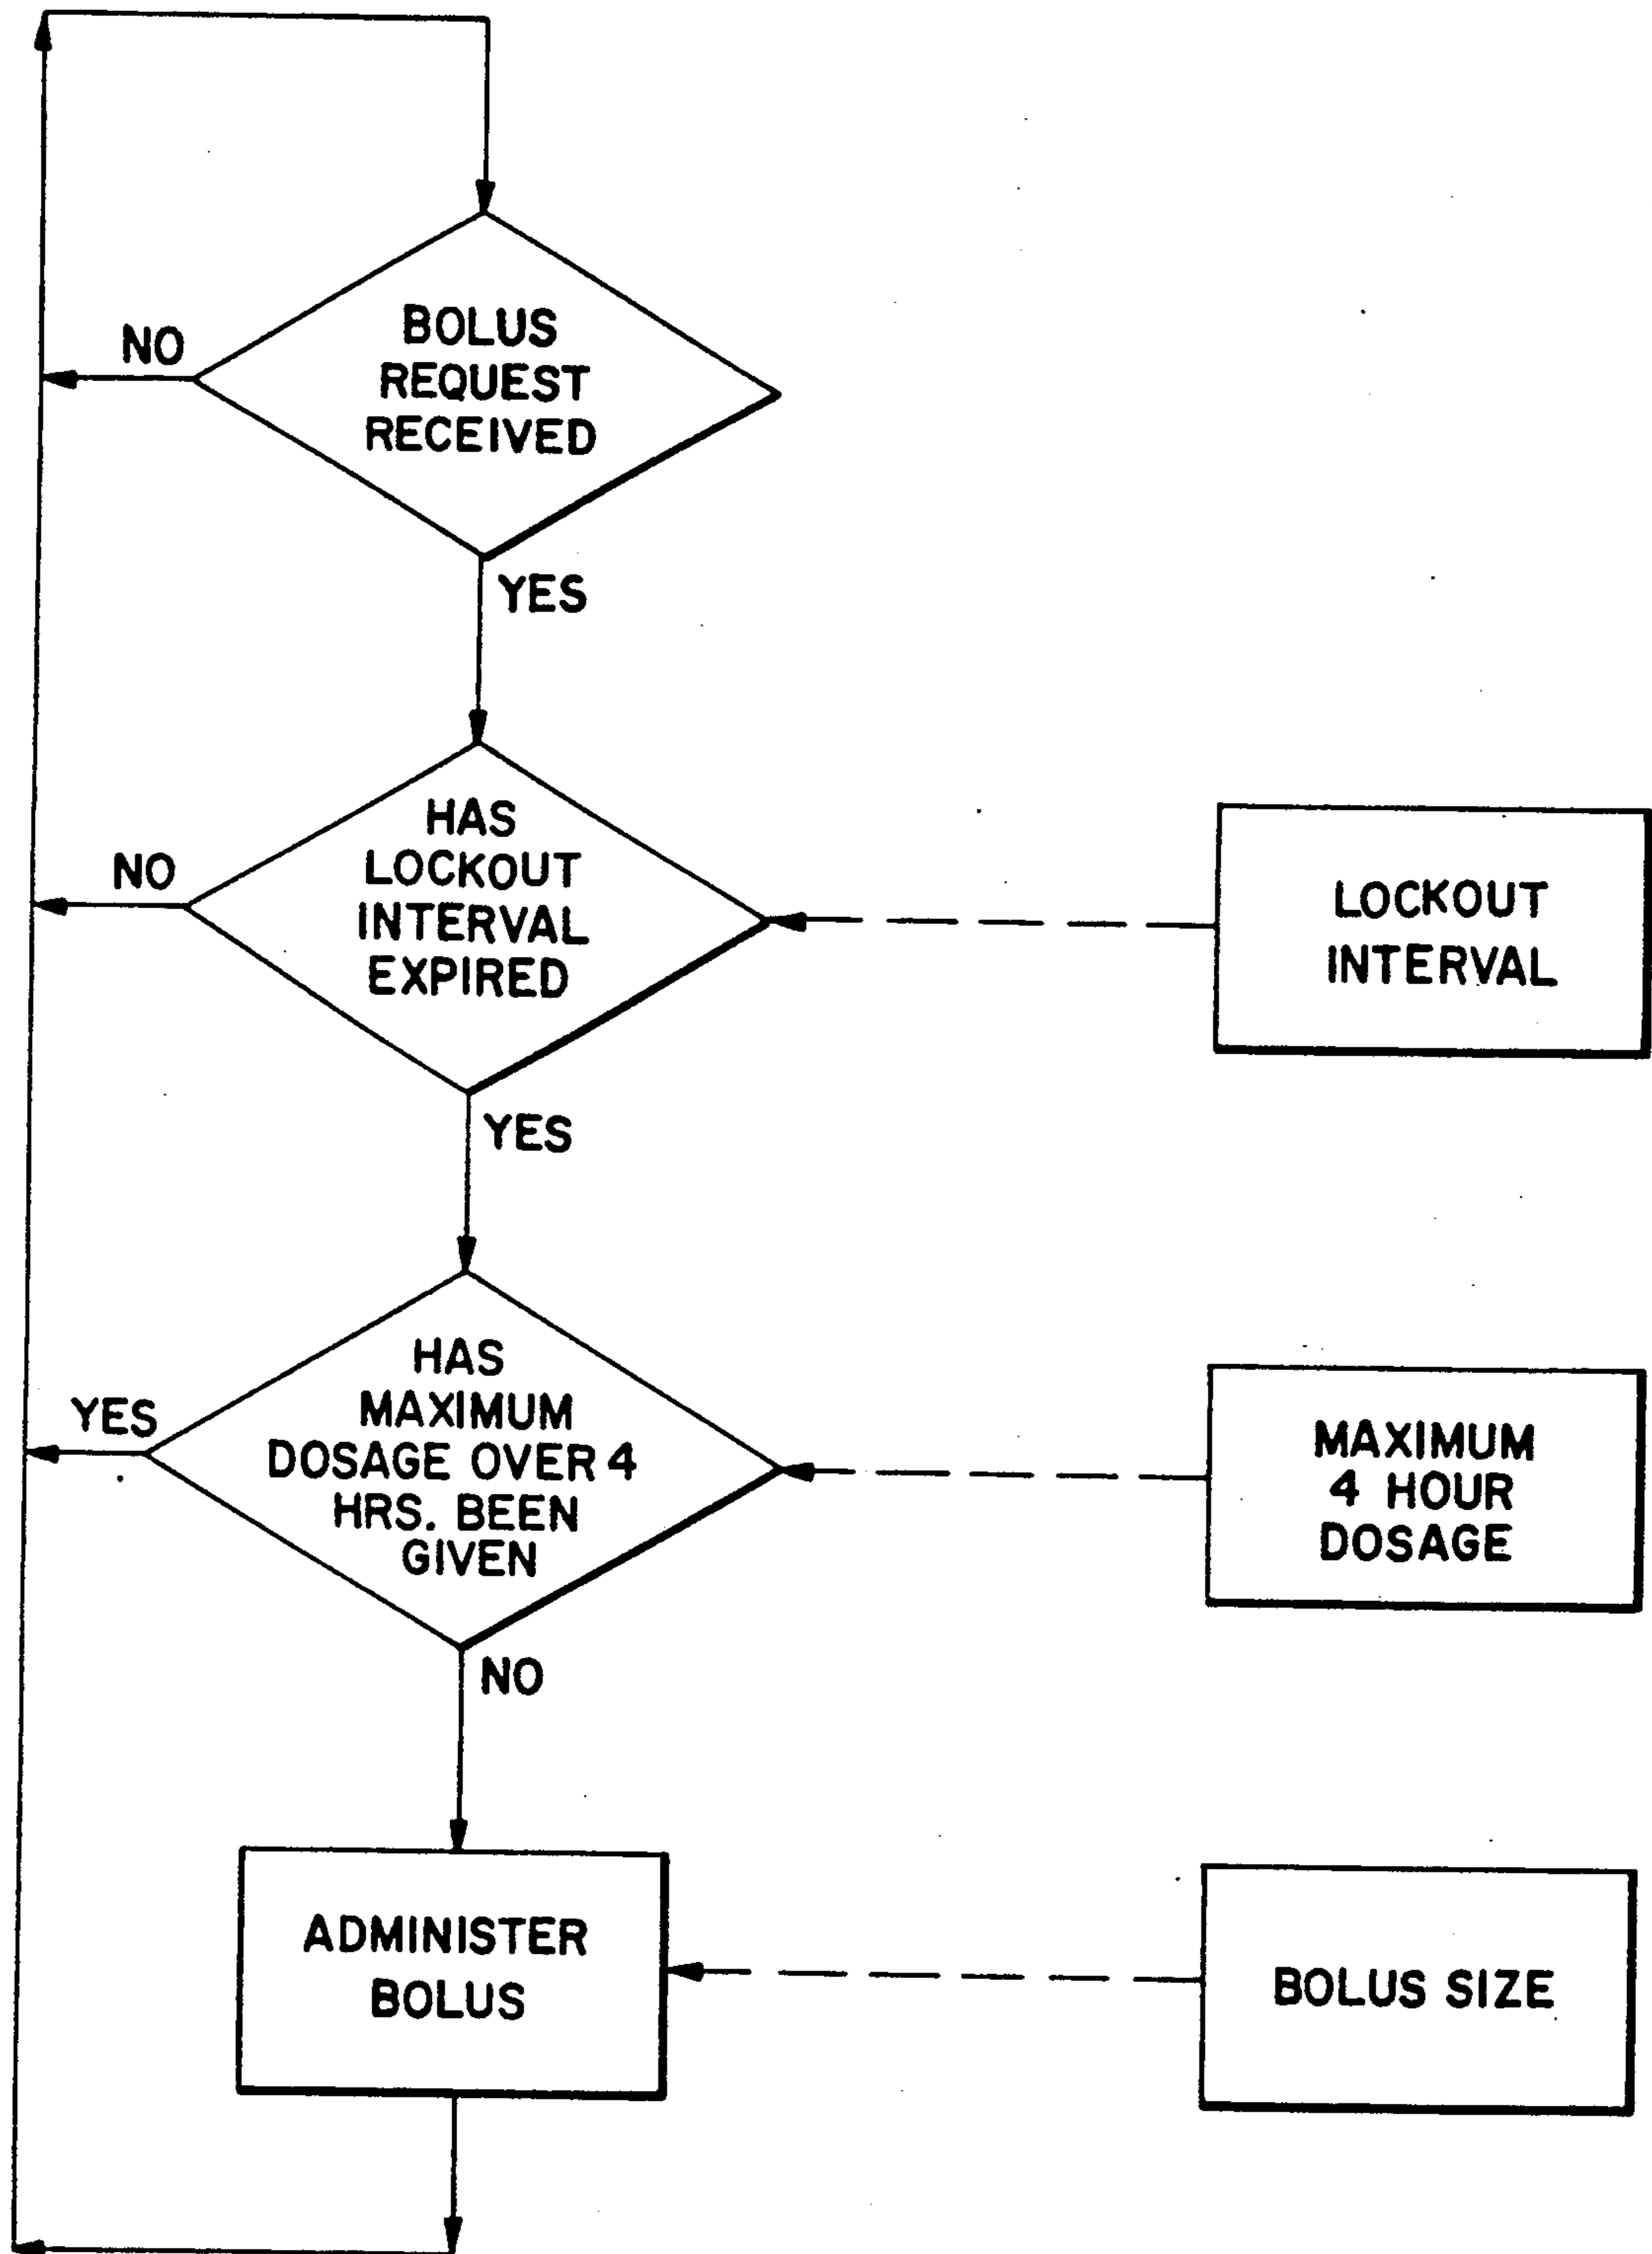 BOLUS
REQUEST
RECEIVED
NO
YES
HAS
LOCKOUT
INTERVAL
EXPIRED
NO
YES
LOCKOUT
INTERVAL
HAS
MAXIMUM
DOSAGE OVER 4
HRS. BEEN
GIVEN
YES
NO
MAXIMUM
4 HOUR
DOSAGE
ADMINISTER
BOLUS
BOLUS SIZE